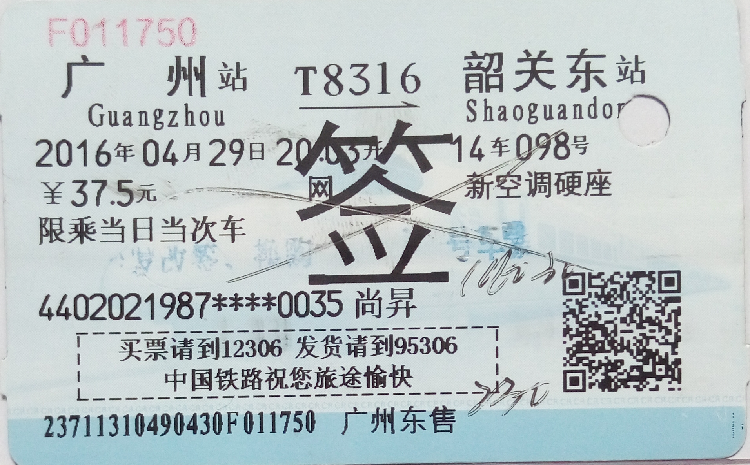 F011750
广州站 T8316 韶关东站
Guangzhou Shaoguandon
2016年04月29日 20:03开 14车098号
¥37.5元 网 新空调硬座
限乘当日当次车
签
4402021987****0035 尚昇
买票请到12306 发货请到95306
中国铁路祝您旅途愉快
23711310490430F011750 广州东售